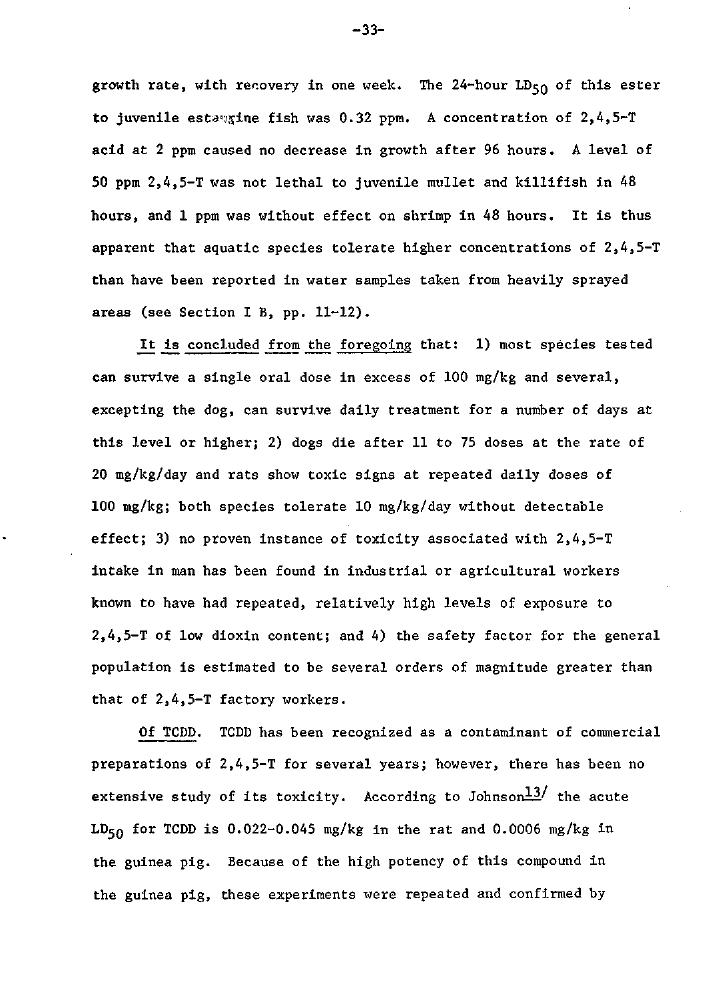 -33-
growth rate, with recovery in one week. The 24-hour LD50 of this ester
to juvenile fish was 0.32 ppm. A concentration of 2,4,5-T
acid at 2 ppm caused no decrease in growth after 96 hours. A level of
50 ppm 2,4,5-T was not lethal to juvenile mullet and killifish in 48
hours, and 1 ppm was without effect on shrimp in 48 hours. It is thus
apparent that aquatic species tolerate higher concentrations of 2,4,5-T
than have been reported in water samples taken from heavily sprayed
areas (see Section I B, pp. 11-12).
It is concluded from the foregoing that: 1) most species tested
can survive a single oral dose in excess of 100 mg/kg and several,
excepting the dog, can survive daily treatment for a number of days at
this level or higher; 2) dogs die after 11 to 75 doses at the rate of
20 mg/kg/day and rats show toxic signs at repeated daily doses of
100 mg/kg; both species tolerate 10 mg/kg/day without detectable
effect; 3) no proven instance of toxicity associated with 2,4,5-T
intake in man has been found in industrial or agricultural workers
known to have had repeated, relatively high levels of exposure to
2,4,5-T of low dioxin content; and 4) the safety factor for the general
population is estimated to be several orders of magnitude greater than
that of 2,4,5-T factory workers.
Of TCDD. TCDD has been recognized as a contaminant of commercial
preparations of 2,4,5-T for several years; however, there has been no
extensive study of its toxicity. According to Johnson13/ the acute
LD50 for TCDD is 0.022-0.045 mg/kg in the rat and 0.0006 mg/kg in
the guinea pig. Because of the high potency of this compound in
the guinea pig, these experiments were repeated and confirmed by